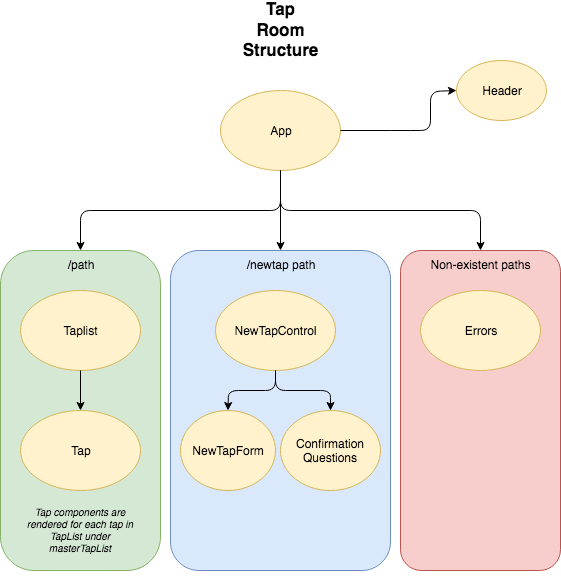 Tap
Room
Structure
Header
App
/path
/newtap path
Non-existent paths
Taplist
NewTapControl
Errors
Tap
NewTapForm
Confirmation
Questions
Tap components are
rendered for each tap in
TapList under
masterTapList